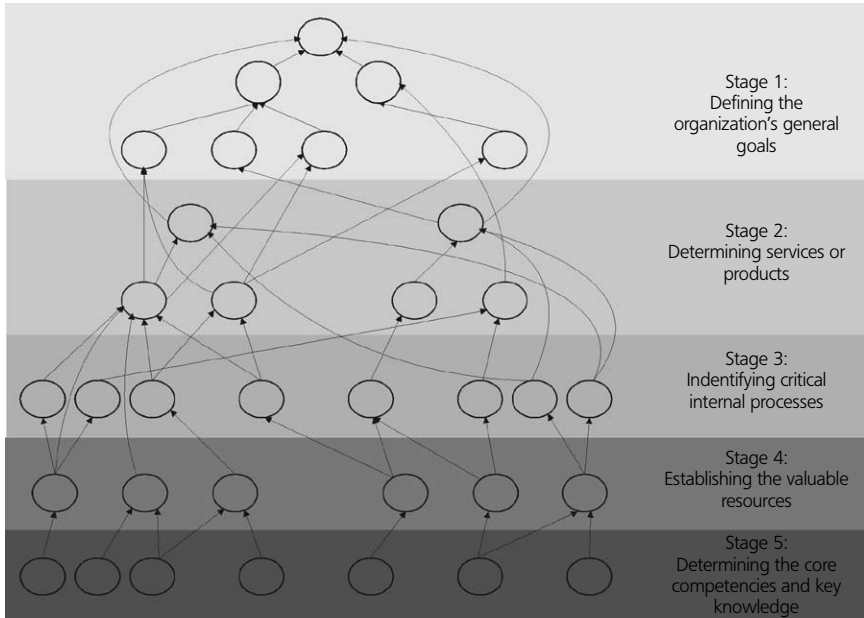 Stage 1:
Defining the
organization's general
goals
Stage 2:
Determining services or
products
Stage 3:
Indentifying critical
internal processes
Stage 4:
Establishing the valuable
resources
Stage 5:
Determining the core
competencies and key
knowledge